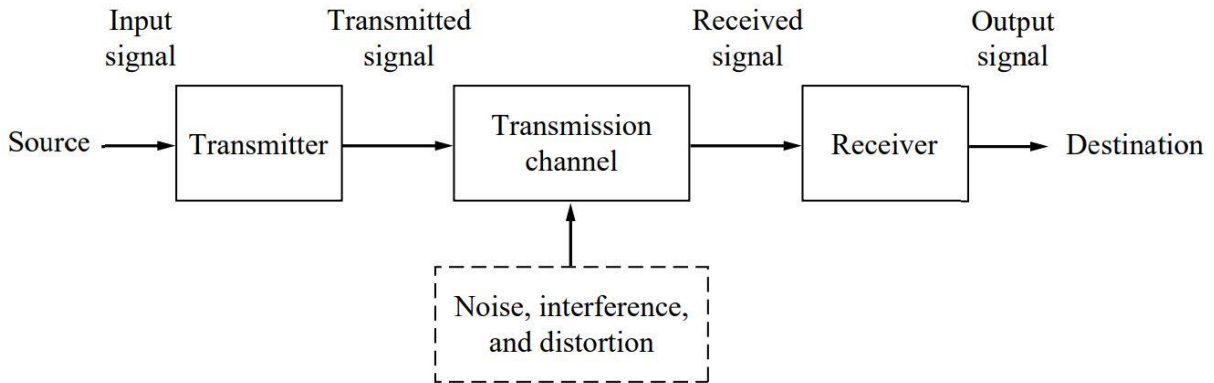 Input
signal
Transmitted
signal
Received
signal
Output
signal
Source
Transmitter
Transmission
channel
Receiver
Destination
Noise, interference,
and distortion